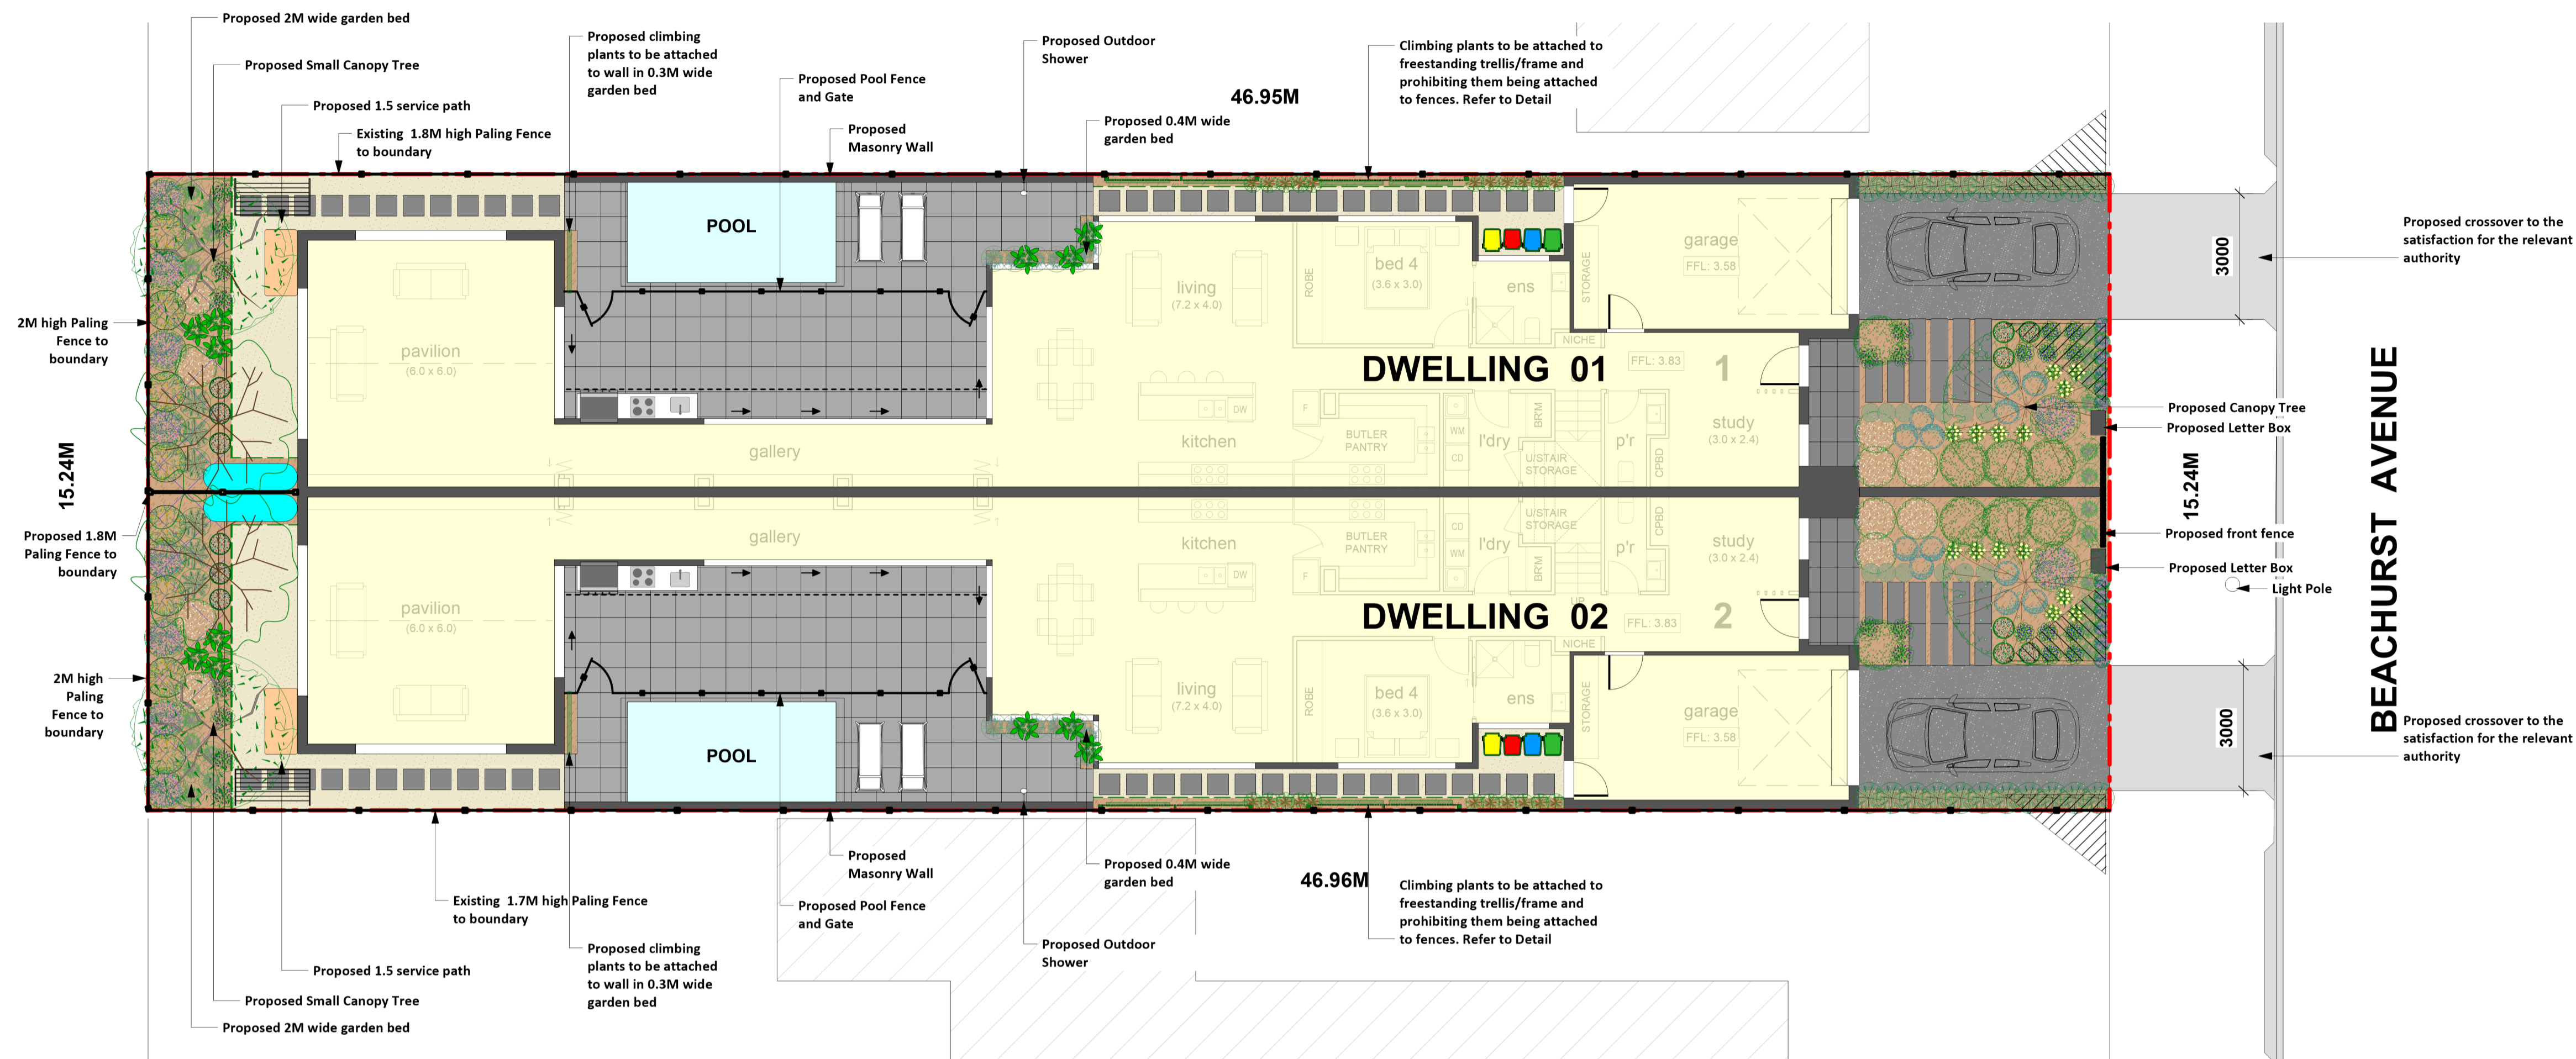 Proposed 2M wide garden bed
Proposed Small Canopy Tree
Proposed 1.5 service path
Existing 1.8M high Paling Fence
to boundary
Proposed climbing
plants to be attached
to wall in 0.3M wide
garden bed
Proposed Pool Fence
and Gate
Proposed
Masonry Wall
Proposed Outdoor
Shower
Proposed 0.4M wide
garden bed
46.95M
Climbing plants to be attached to
freestanding trellis/frame and
prohibiting them being attached
to fences. Refer to Detail
Proposed crossover to the
satisfaction for the relevant
authority
3000
2M high Paling
Fence to
boundary
15.24M
Proposed 1.8M
Paling Fence to
boundary
2M high
Paling
Fence to
boundary
POOL
pavilion
(6.0 x 6.0)
gallery
living
(7.2 x 4.0)
kitchen
DW
F
ROBE
bed 4
(3.6 x 3.0)
ens
STORAGE
garage
FFL: 3.58
NICHE
DWELLING 01
FFL: 3.83
1
BUTLER
PANTRY
WM
CD
l'dry
BR'M
U/STAIR
STORAGE
p'r
CPBD
study
(3.0 x 2.4)
Proposed Canopy Tree
Proposed Letter Box
15.24M
BEACHURST AVENUE
Proposed front fence
Proposed Letter Box
Light Pole
gallery
pavilion
(6.0 x 6.0)
kitchen
DW
F
BUTLER
PANTRY
CD
WM
l'dry
BR'M
U/STAIR
STORAGE
UP
p'r
CPBD
study
(3.0 x 2.4)
DWELLING 02
FFL: 3.83
2
NICHE
living
(7.2 x 4.0)
ROBE
bed 4
(3.6 x 3.0)
ens
STORAGE
garage
FFL: 3.58
POOL
3000
Proposed crossover to the
satisfaction for the relevant
authority
Proposed
Masonry Wall
Proposed 0.4M wide
garden bed
46.96M
Climbing plants to be attached to
freestanding trellis/frame and
prohibiting them being attached
to fences. Refer to Detail
Existing 1.7M high Paling Fence
to boundary
Proposed Pool Fence
and Gate
Proposed Outdoor
Shower
Proposed climbing
plants to be attached
to wall in 0.3M wide
garden bed
Proposed 1.5 service path
Proposed Small Canopy Tree
Proposed 2M wide garden bed